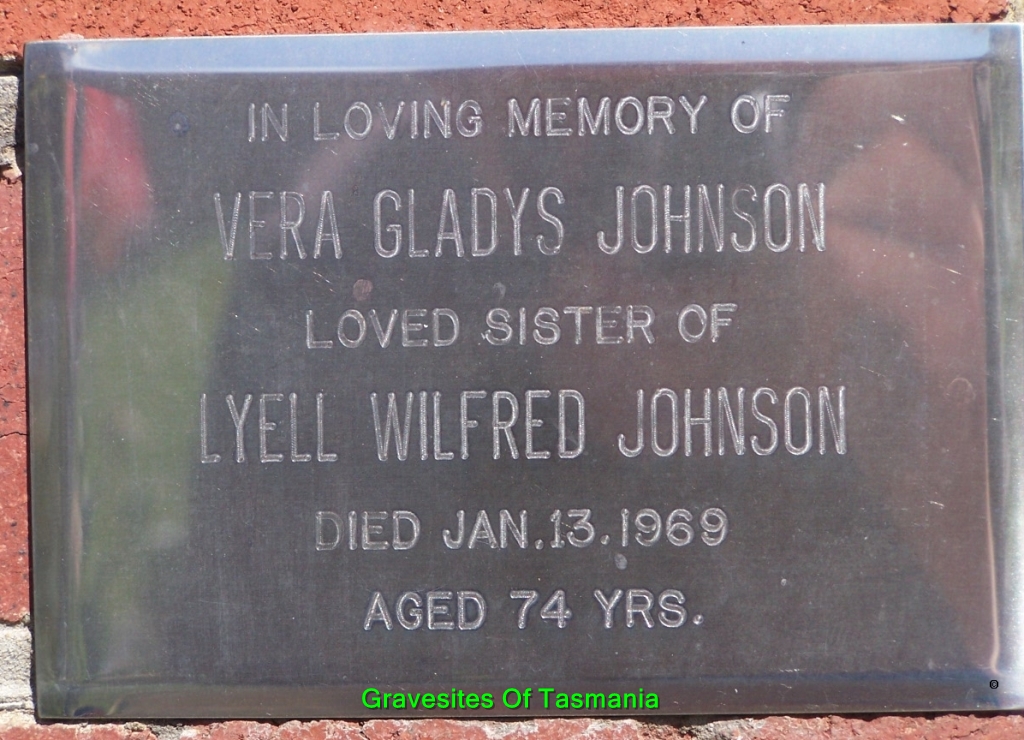 IN LOVING MEMORY OF
VERA GLADYS JOHNSON
LOVED SISTER OF
LYELL WILFRED JOHNSON
DIED JAN.13.1969
AGED 74 YRS.
Gravesites Of Tasmania